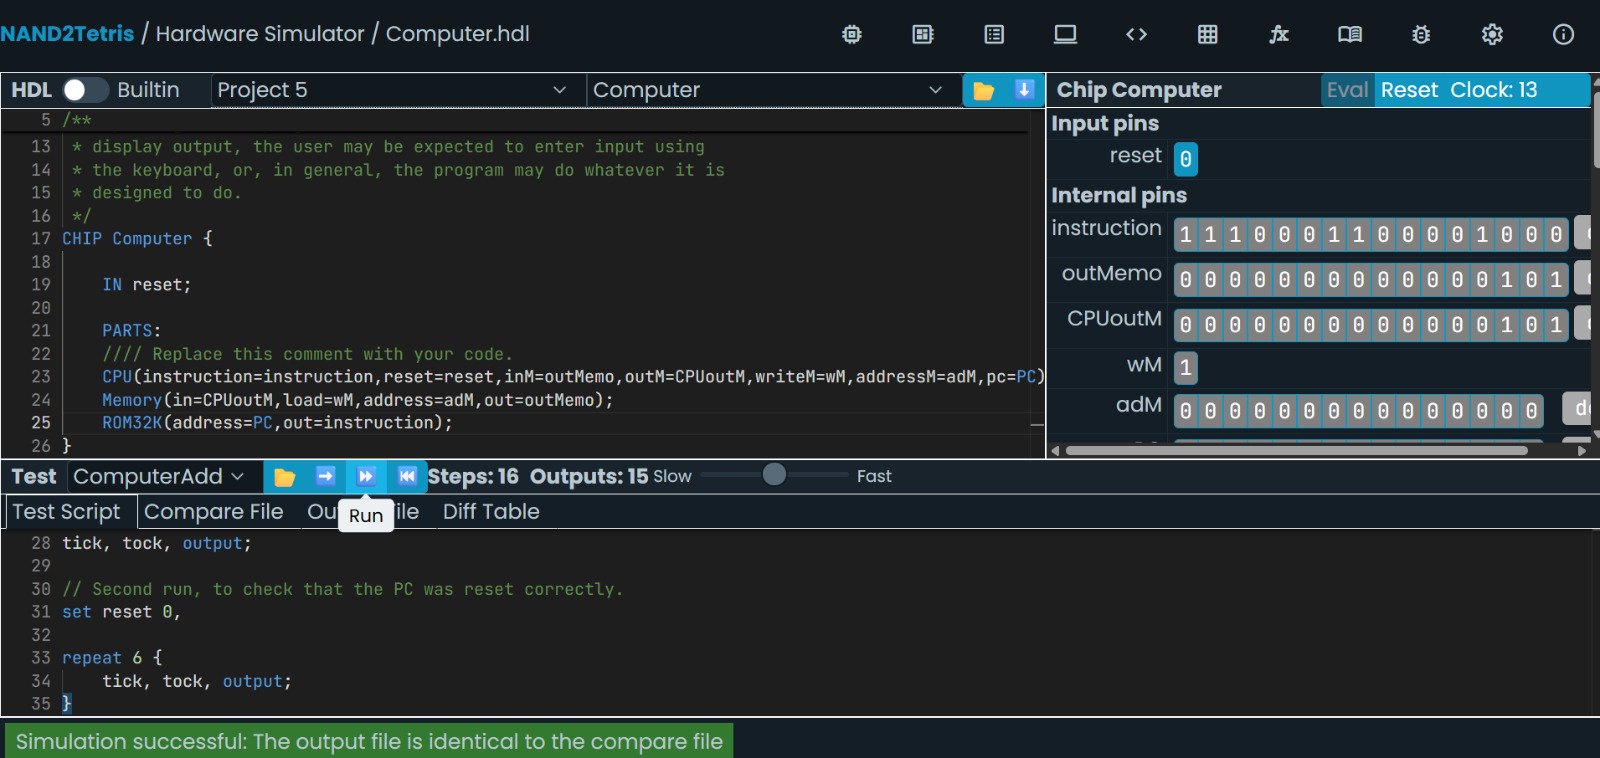 NAND2Tetris / Hardware Simulator / Computer.hdl
HDL Builtin Project 5 Computer
5 /**
13 * display output, the user may be expected to enter input using
14 * the keyboard, or, in general, the program may do whatever it is
15 * designed to do.
16 */
17 CHIP Computer {
18
19 IN reset;
20
21 PARTS:
22 //// Replace this comment with your code.
23 CPU(instruction=instruction,reset=reset,inM=outMemo,outM=CPUoutM,writeM=wM,addressM=adM,pc=PC)
24 Memory(in=CPUoutM,load=wM,address=adM,out=outMemo);
25 ROM32K(address=PC,out=instruction);
26 }
Chip Computer Eval Reset Clock: 13
Input pins
reset 0
Internal pins
instruction 1 1 1 0 0 0 1 1 0 0 0 0 1 0 0 0
outMemo 0 0 0 0 0 0 0 0 0 0 0 0 0 1 0 1
CPUoutM 0 0 0 0 0 0 0 0 0 0 0 0 0 1 0 1
wM 1
adM 0 0 0 0 0 0 0 0 0 0 0 0 0 0 0
Test ComputerAdd Steps: 16 Outputs: 15 Slow Fast
Test Script Compare File Diff Table
Run
28 tick, tock, output;
29
30 // Second run, to check that the PC was reset correctly.
31 set reset 0,
32
33 repeat 6 {
34 tick, tock, output;
35 }
Simulation successful: The output file is identical to the compare file